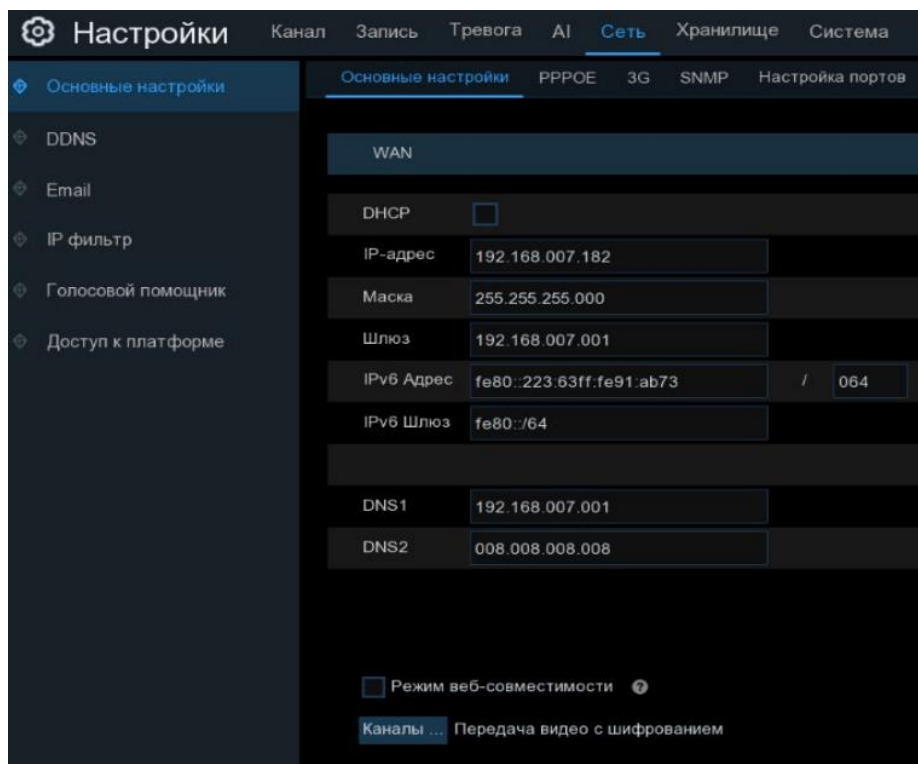 Настройки Канал Запись Тревога AI Сеть Хранилище Система
Основные настройки
DDNS
Email
IP фильтр
Голосовой помощник
Доступ к платформе
Основные настройки PPPOE 3G SNMP Настройка портов
WAN
DHCP
IP-адрес 192.168.007.182
Маска 255.255.255.000
Шлюз 192.168.007.001
IPv6 Адрес fe80::223:63ff:fe91:ab73 / 064
IPv6 Шлюз fe80::/64
DNS1 192.168.007.001
DNS2 008.008.008.008
Режим веб-совместимости ?
Каналы ... Передача видео с шифрованием